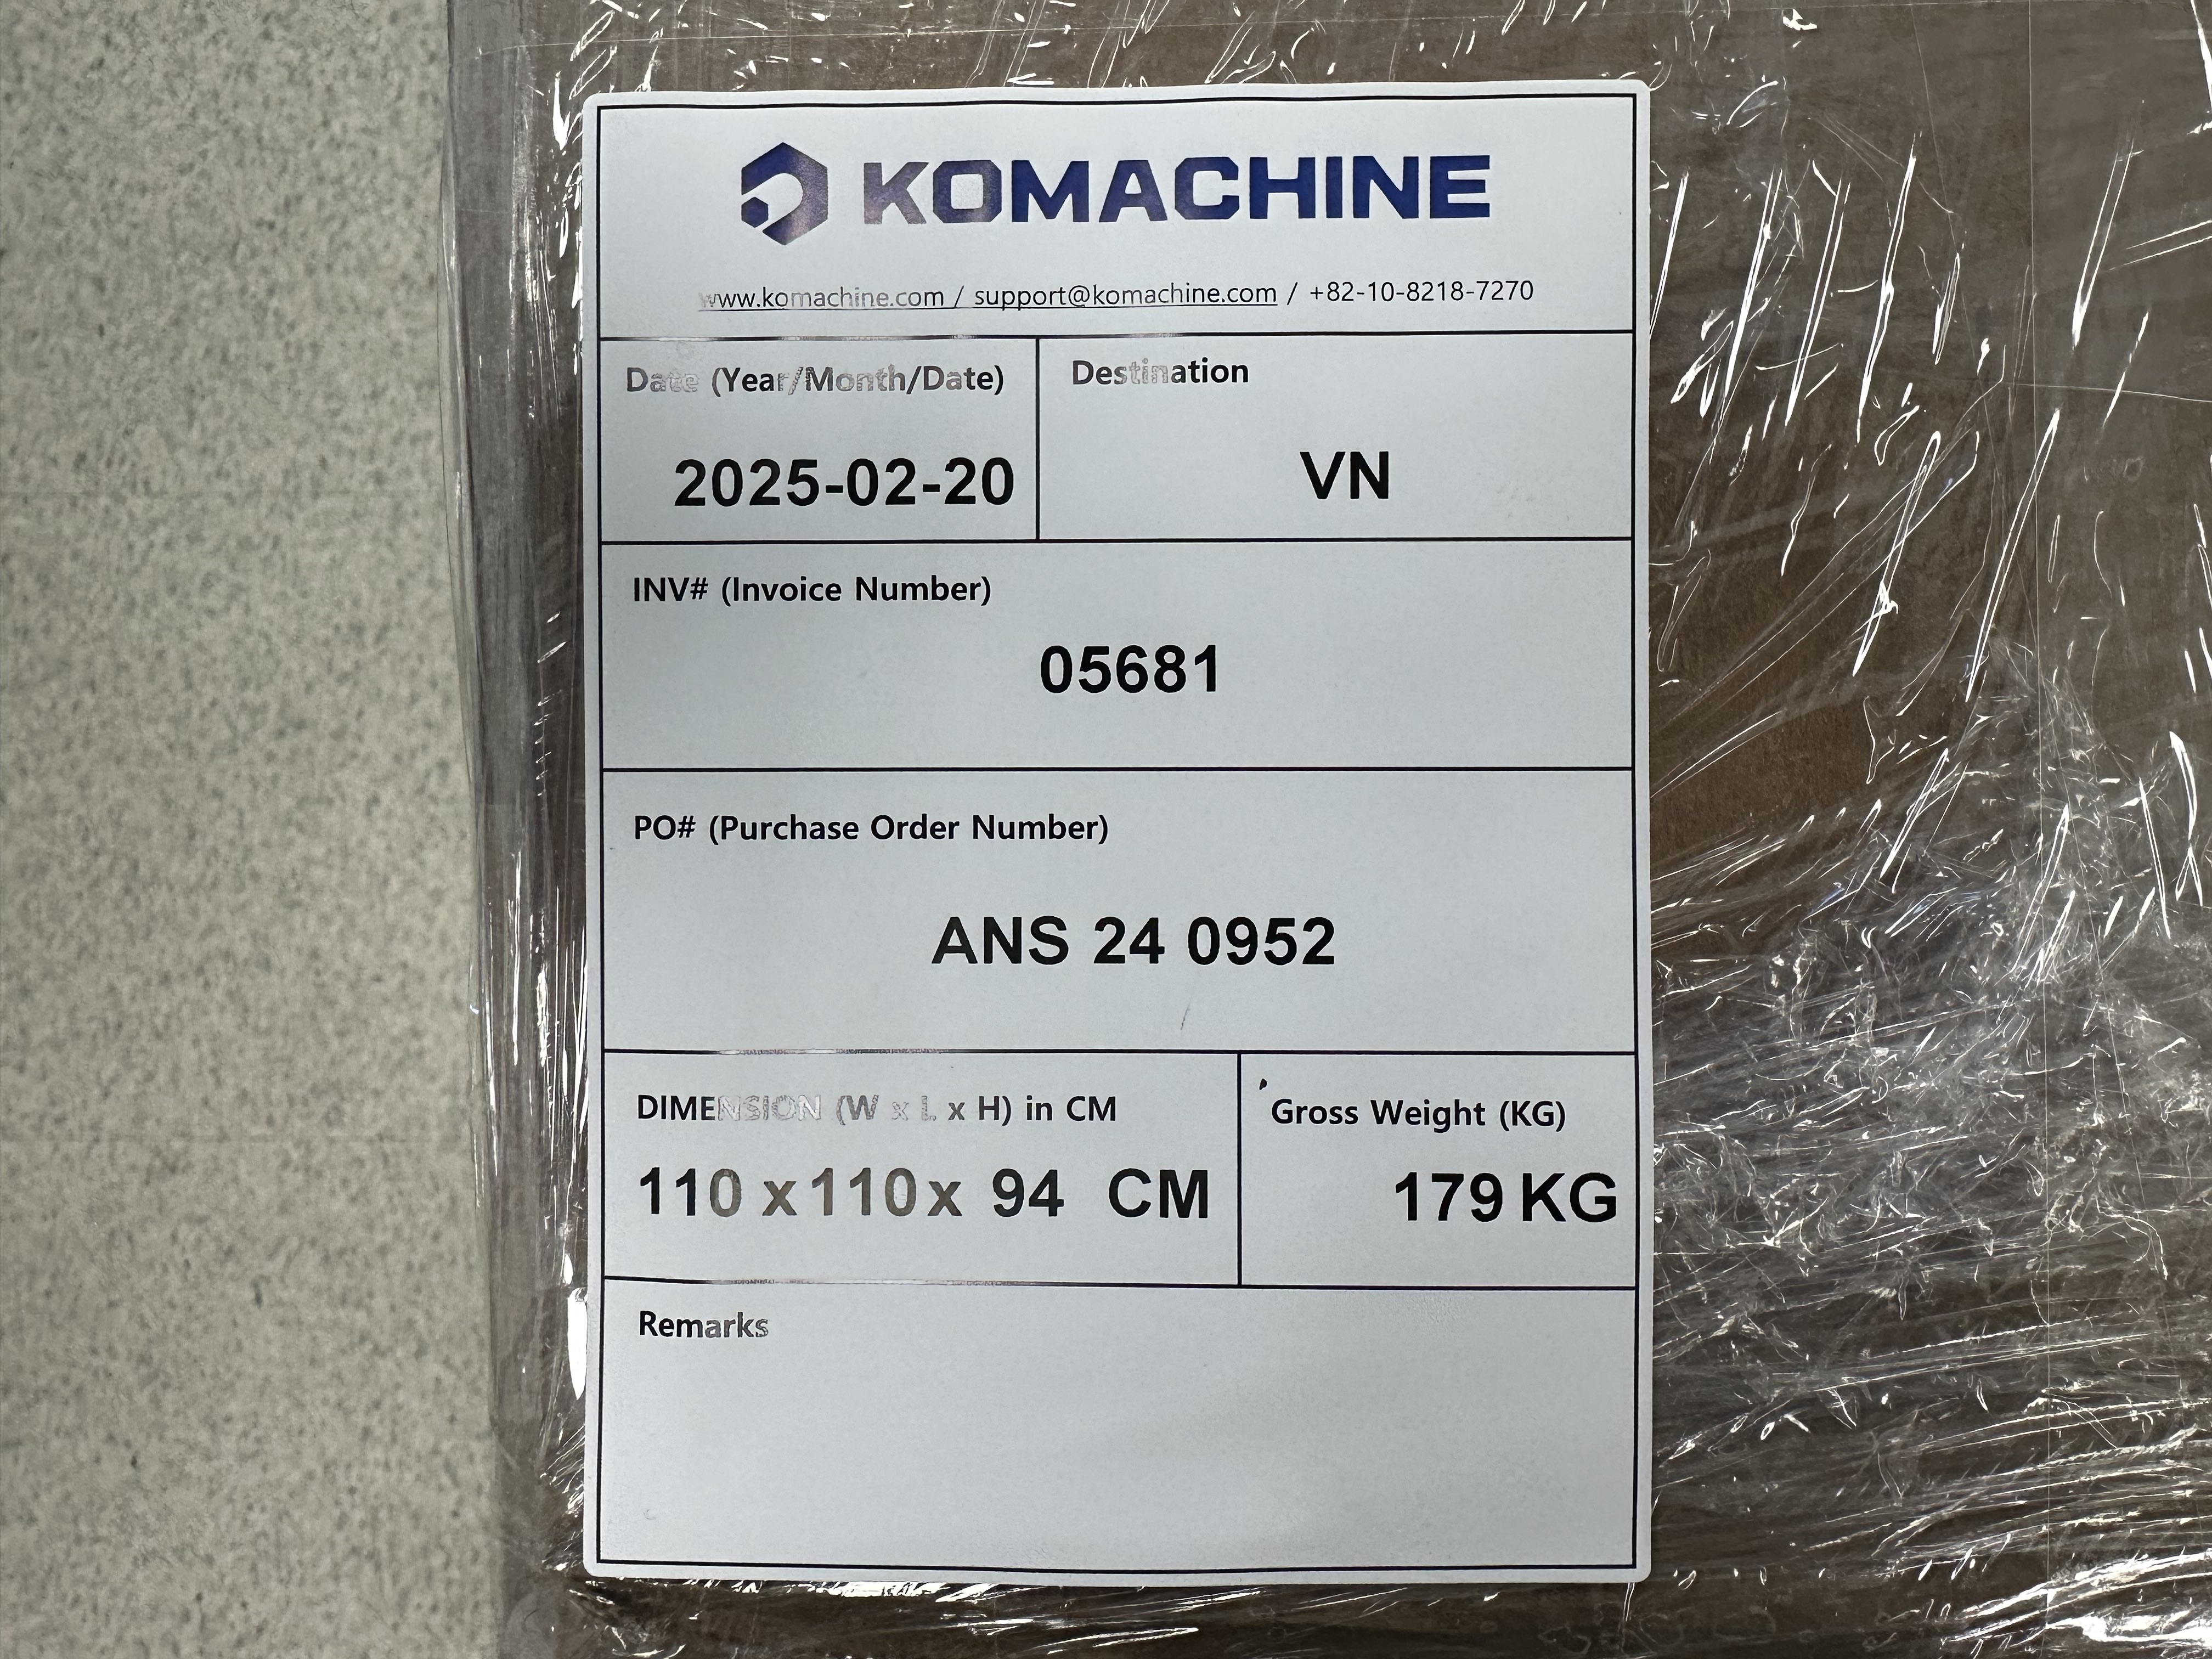 KOMACHINE
www.komachine.com / support@komachine.com / +82-10-8218-7270
Date (Year/Month/Date)
Destination
2025-02-20
VN
INV# (Invoice Number)
05681
PO# (Purchase Order Number)
ANS 24 0952
DIMENSION (W x L x H) in CM
Gross Weight (KG)
110 x 110 x 94 CM
179 KG
Remarks